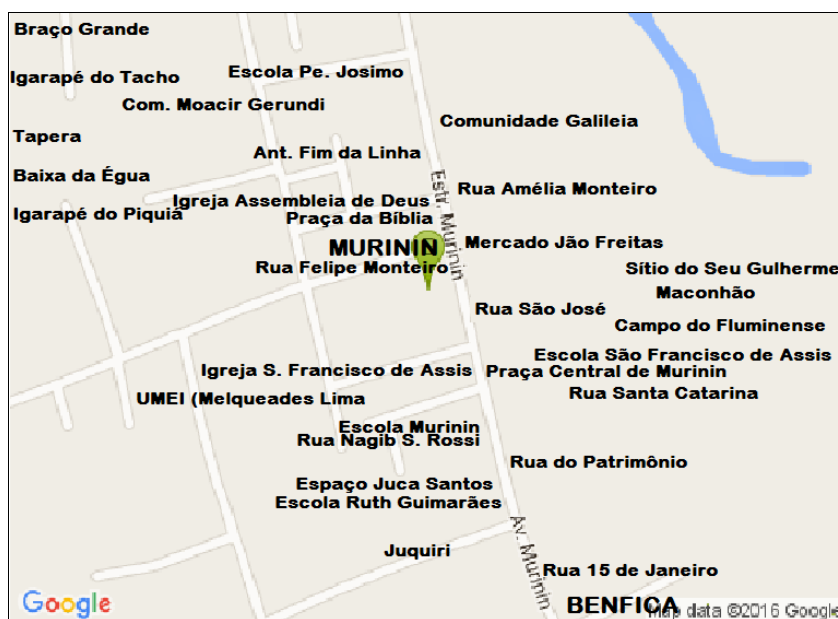 Braço Grande
Escola Pe. Josimo
Igarapé do Tacho
Com. Moacir Gerundi
Comunidade Galileia
Tapera
Ant. Fim da Linha
Baixa da Égua
Rua Amélia Monteiro
Igreja Assembleia de Deus
Igarapé do Piquiá
Praça da Bíblia
Estr. Murinin
MURININ
Mercado Jão Freitas
Rua Felipe Monteiro
Sítio do Seu Gulherme
Maconhão
Rua São José
Campo do Fluminense
Escola São Francisco de Assis
Igreja S. Francisco de Assis
Praça Central de Murinin
Rua Santa Catarina
UMEI (Melqueades Lima
Escola Murinin
Rua Nagib S. Rossi
Rua do Patrimônio
Espaço Juca Santos
Escola Ruth Guimarães
Av. Murinin
Juquiri
Rua 15 de Janeiro
Google
BENFICA
Map data ©2016 Google